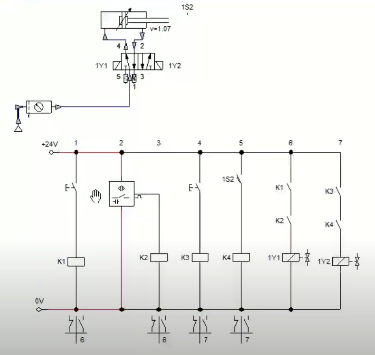 1S2
v=1.07
4 2
1Y1 1Y2
5 3
1
1 2 3 4 5 6 7
+24V
1S2 K1 K3
K2 K4
K1 K2 K3 K4 1Y1 1Y2
0V
6 6 7 7